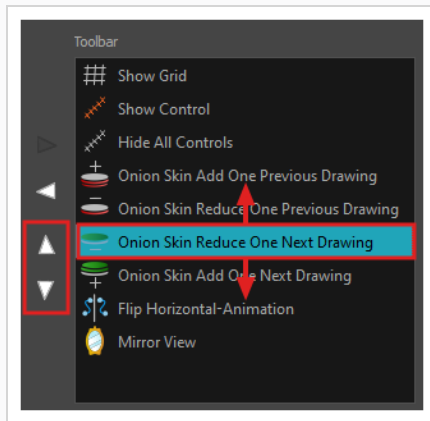 Toolbar
Show Grid
Show Control
Hide All Controls
Onion Skin Add One Previous Drawing
Onion Skin Reduce One Previous Drawing
Onion Skin Reduce One Next Drawing
Onion Skin Add One Next Drawing
Flip Horizontal-Animation
Mirror View